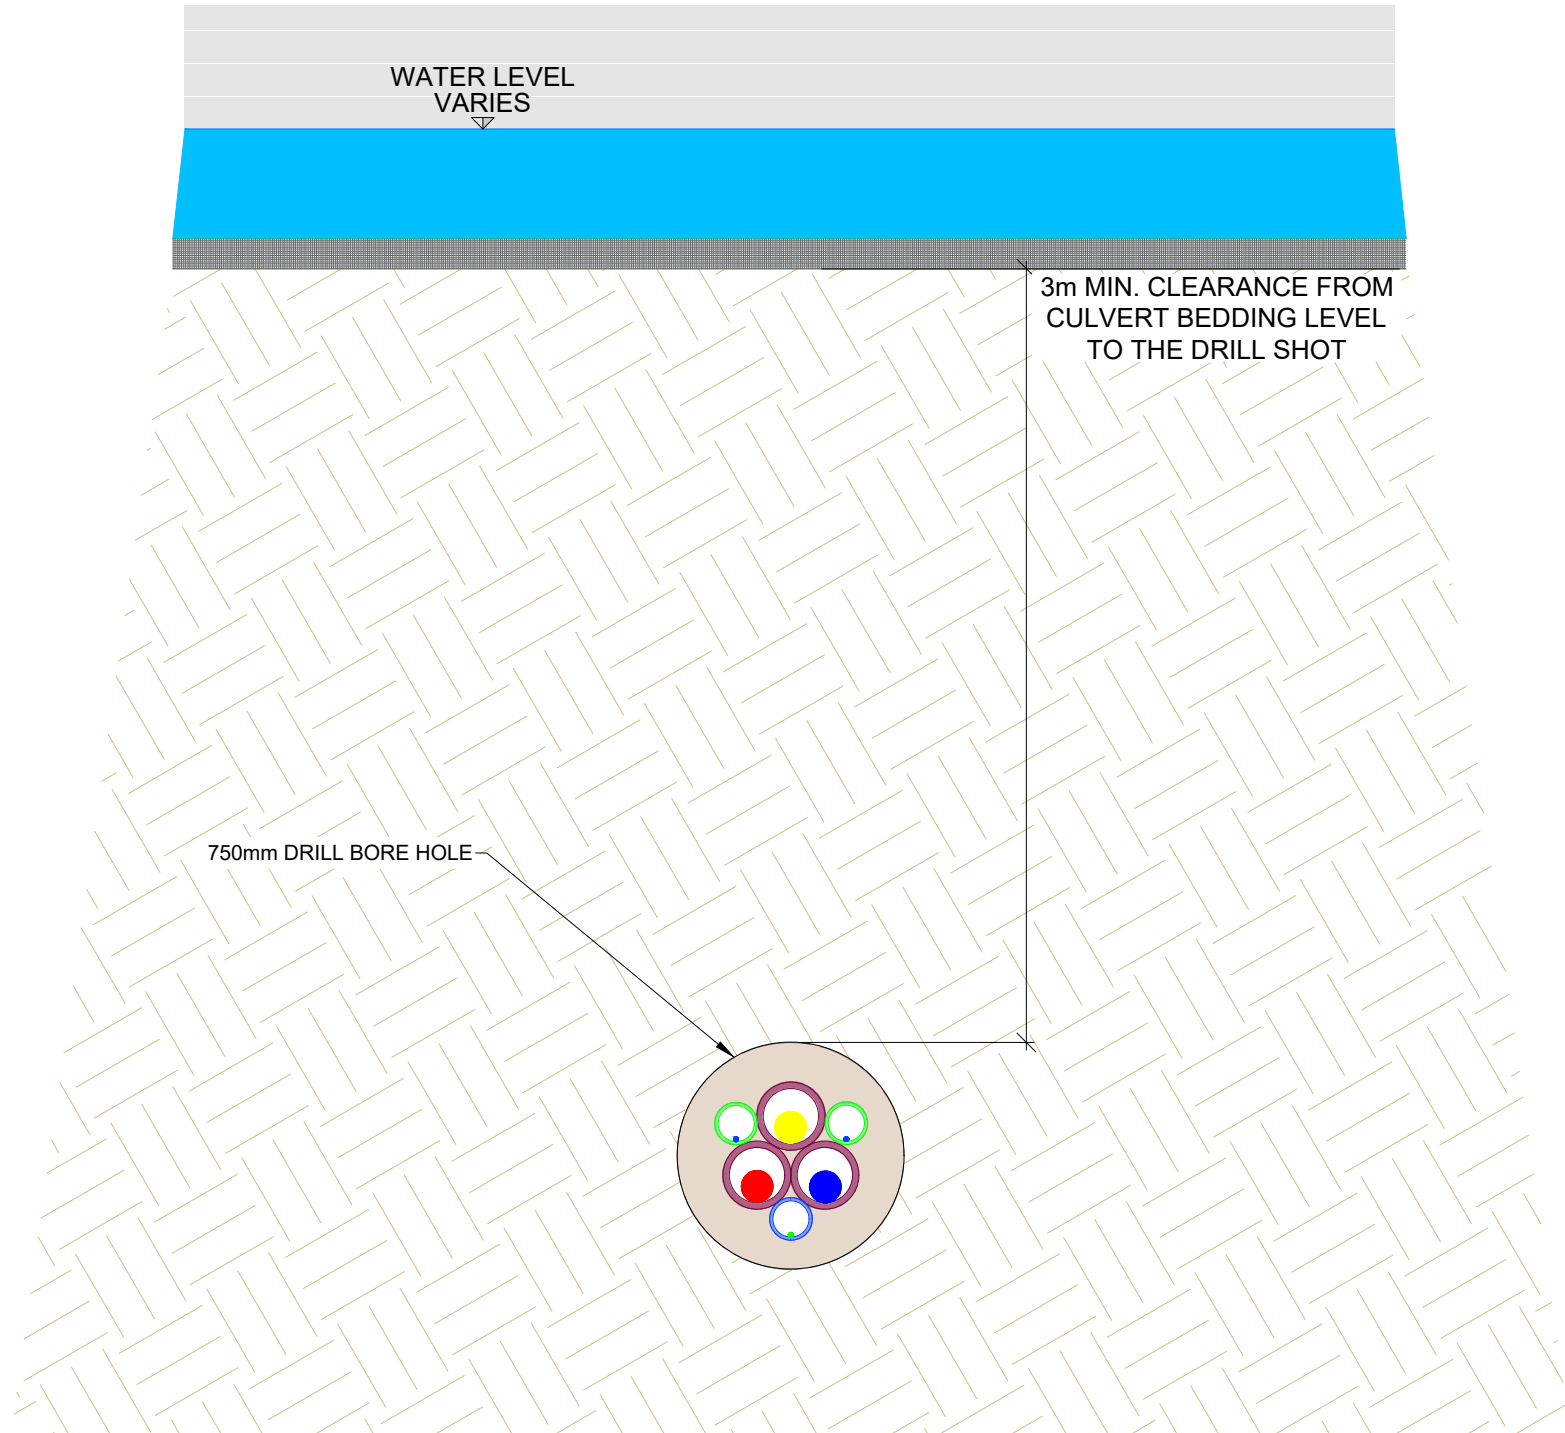 WATER LEVEL
VARIES
3m MIN. CLEARANCE FROM
CULVERT BEDDING LEVEL
TO THE DRILL SHOT
750mm DRILL BORE HOLE